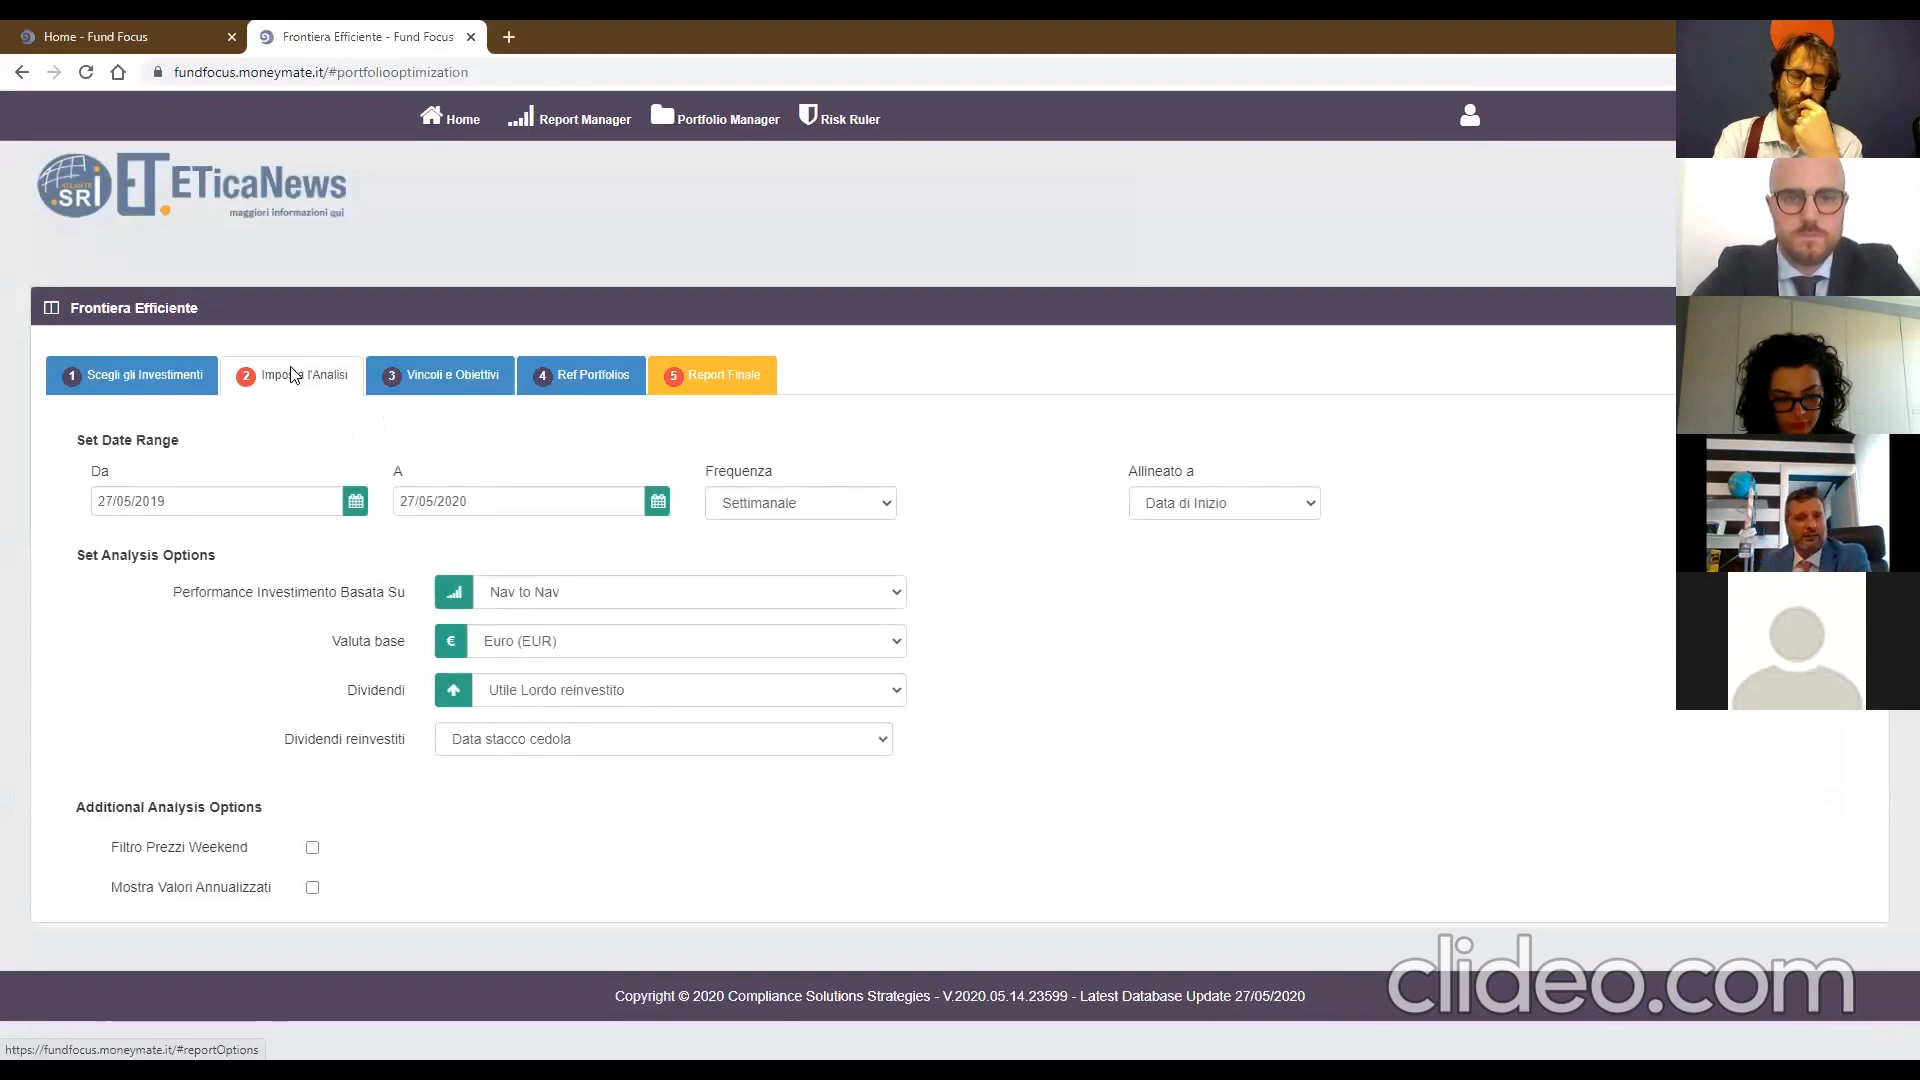 Home - Fund Focus
Frontiera Efficiente - Fund Focus
fundfocus.moneymate.it/#portfoliooptimization
Home Report Manager Portfolio Manager Risk Ruler
ATLANTE
.SRI
ET. ETicaNews
maggiori informazioni qui
Frontiera Efficiente
1 Scegli gli Investimenti
2 l'Analisi
3 Vincoli e Obiettivi
4 Ref Portfolios
5 Report Finale
Set Date Range
Da A Frequenza Allineato a
27/05/2019 27/05/2020 Settimanale Data di Inizio
Set Analysis Options
Performance Investimento Basata Su Nav to Nav
Valuta base € Euro (EUR)
Dividendi Utile Lordo reinvestito
Dividendi reinvestiti Data stacco cedola
Additional Analysis Options
Filtro Prezzi Weekend
Mostra Valori Annualizzati
clideo.com
Copyright © 2020 Compliance Solutions Strategies - V.2020.05.14.23599 - Latest Database Update 27/05/2020
https://fundfocus.moneymate.it/#reportOptions